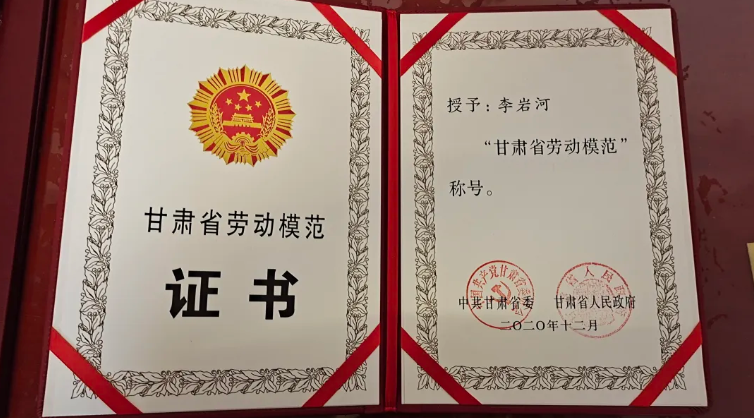 甘肃省劳动模范
证书
授予：李岩河
“甘肃省劳动模范”
称号。
中共甘肃省委 甘肃省人民政府
二〇二〇年十二月